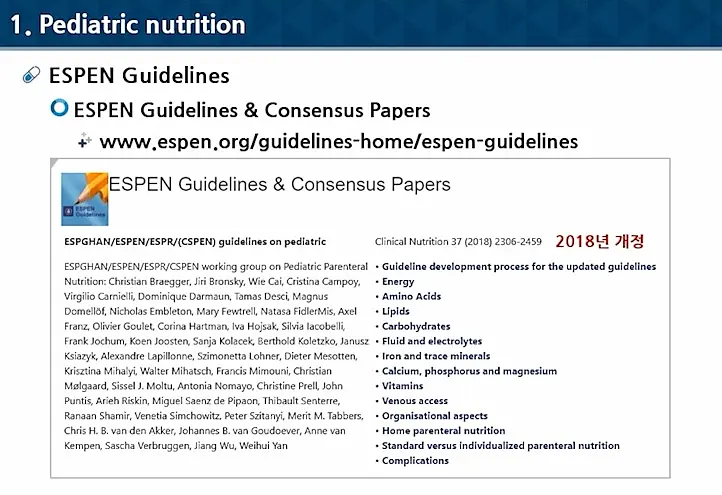 1. Pediatric nutrition
ESPEN Guidelines
ESPEN Guidelines & Consensus Papers
www.espen.org/guidelines-home/espen-guidelines
ESPEN Guidelines & Consensus Papers
ESPEN
Guidelines
ESPGHAN/ESPEN/ESPR/(CSPEN) guidelines on pediatric
Clinical Nutrition 37 (2018) 2306-2459
2018년 개정
ESPGHAN/ESPEN/ESPR/CSPEN working group on Pediatric Parenteral
Nutrition: Christian Braegger, Jiri Bronsky, Wie Cai, Cristina Campoy,
Virgilio Carnielli, Dominique Darmaun, Tamas Desci, Magnus
Domellöf, Nicholas Embleton, Mary Fewtrell, Natasa FidlerMis, Axel
Franz, Olivier Goulet, Corina Hartman, Iva Hojsak, Silvia Iacobelli,
Frank Jochum, Koen Joosten, Sanja Kolacek, Berthold Koletzko, Janusz
Ksiazyk, Alexandre Lapillonne, Szimonetta Lohner, Dieter Mesotten,
Krisztina Mihalyi, Walter Mihatsch, Francis Mimouni, Christian
Mølgaard, Sissel J. Moltu, Antonia Nomayo, Christine Prell, John
Puntis, Arieh Riskin, Miguel Saenz de Pipaon, Thibault Senterre,
Ranaan Shamir, Venetia Simchowitz, Peter Szitanyi, Merit M. Tabbers,
Chris H. B. van den Akker, Johannes B. van Goudoever, Anne van
Kempen, Sascha Verbruggen, Jiang Wu, Weihui Yan
• Guideline development process for the updated guidelines
• Energy
• Amino Acids
• Lipids
• Carbohydrates
• Fluid and electrolytes
• Iron and trace minerals
• Calcium, phosphorus and magnesium
• Vitamins
• Venous access
• Organisational aspects
• Home parenteral nutrition
• Standard versus individualized parenteral nutrition
• Complications